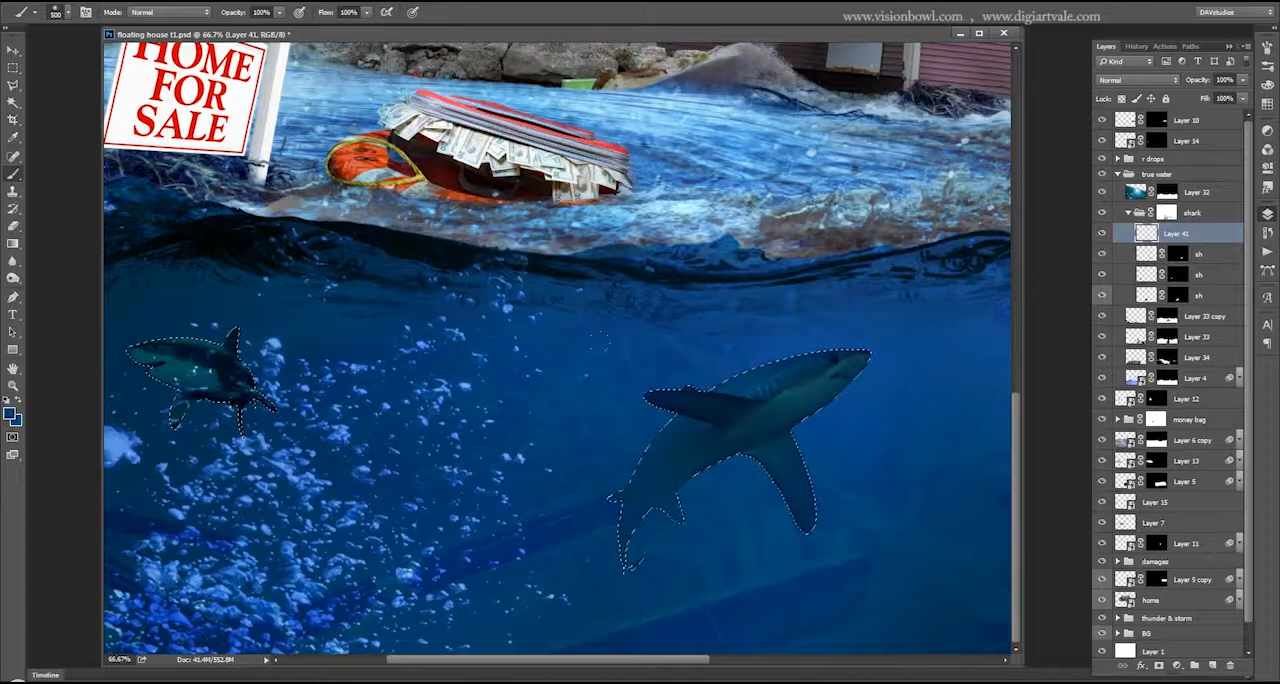 500
Mode: Normal
Opacity: 100%
Flow: 100%
www.visionbowl.com , www.digiartvale.com
DAVstudios
floating house t1.psd @ 66.7% (Layer 41, RGB/8) *
Layers History Actions Paths
Kind
Normal
Opacity: 100%
Lock:
Fill: 100%
Layer 10
Layer 14
r drops
true water
Layer 32
shark
Layer 41
sh
sh
sh
Layer 33 copy
Layer 33
Layer 34
Layer 4
Layer 12
money bag
Layer 6 copy
Layer 13
Layer 5
Layer 15
Layer 7
Layer 11
damages
Layer 5 copy
home
thunder & storm
BG
Layer 1
HOME
FOR
SALE
66.67%
Doc: 41.4M/552.8M
Timeline